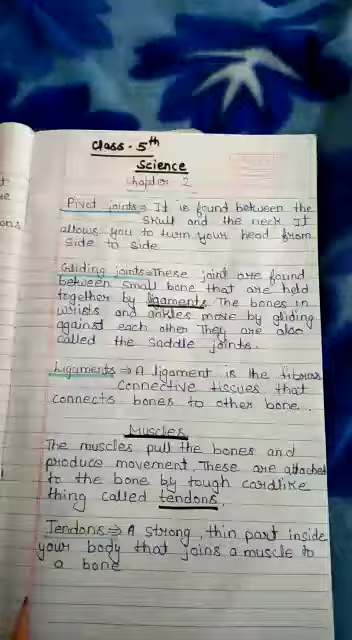 Class - 5th
Science
Chapter 2
Pivot joints ⇒ It is found between the
skull and the neck It
allows you to turn your head from
side to side
Gliding joints ⇒ These joint are found
between small bone that are held
together by ligaments. The bones in
wrists and ankles move by gliding
against each other They are also
called the Saddle joints.
Ligaments ⇒ A ligament is the fibrous
Connective tissues that
connects bones to other bone...
Muscles
The muscles pull the bones and
produce movement. These are attached
to the bone by tough cardlike
thing called tendons.
Tendons ⇒ A strong, thin part inside
your body that joins a muscle to
a bone
ons